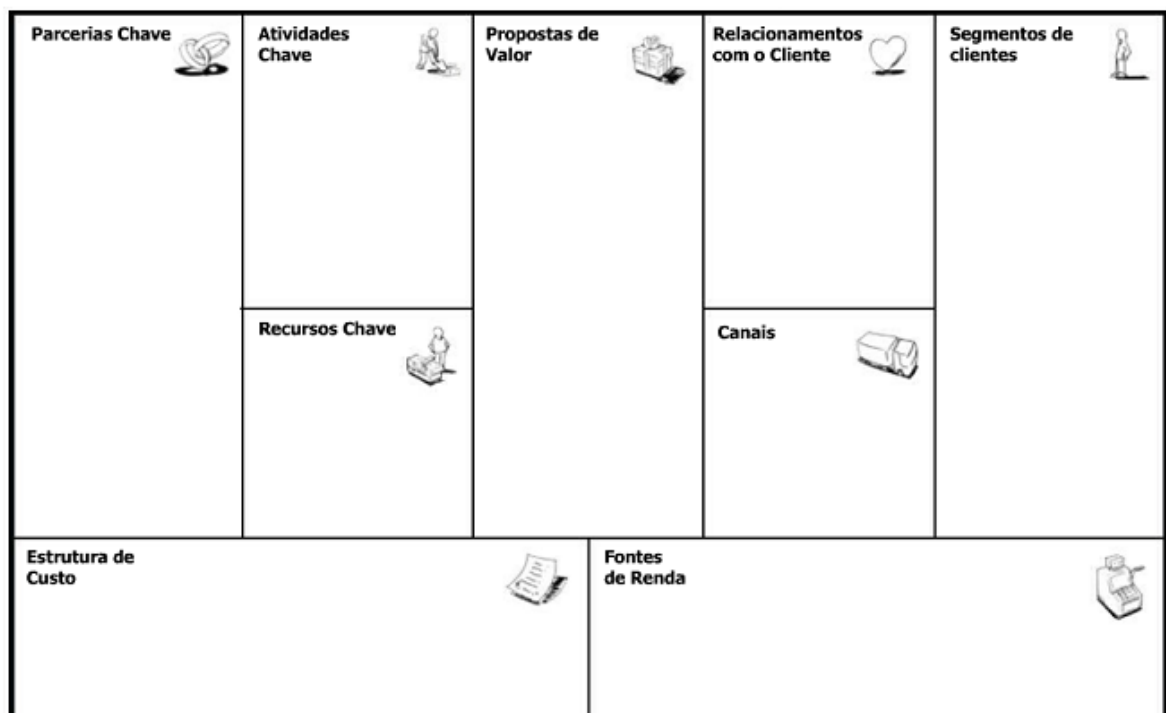 Parcerias Chave
Atividades
Chave
Propostas de
Valor
Relacionamentos
com o Cliente
Segmentos de
clientes
Recursos Chave
Canais
Estrutura de
Custo
Fontes
de Renda